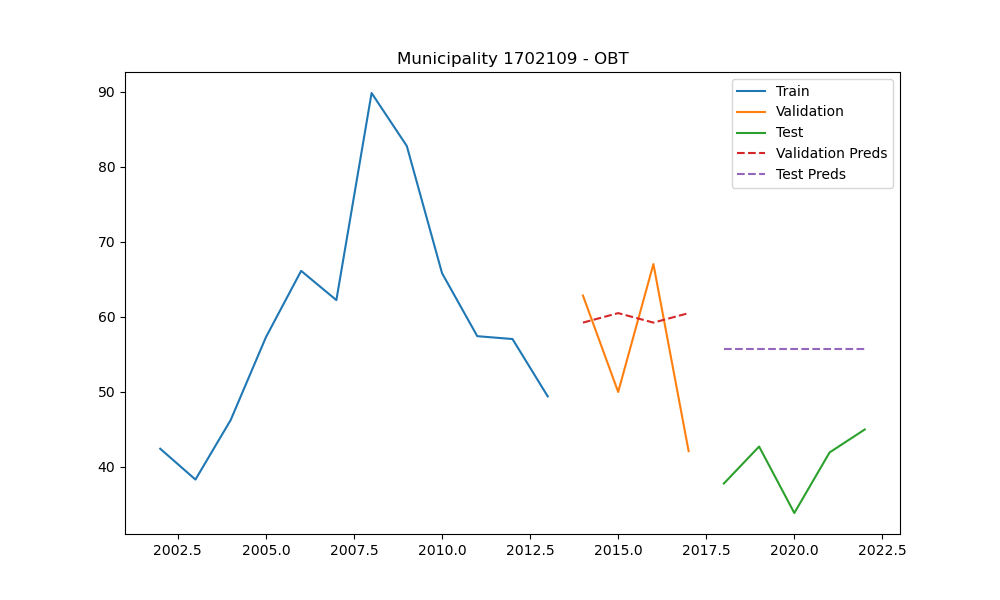 Municipality 1702109 - OBT
Train
Validation
Test
Validation Preds
Test Preds
90
80
70
60
50
40
2002.5 2005.0 2007.5 2010.0 2012.5 2015.0 2017.5 2020.0 2022.5